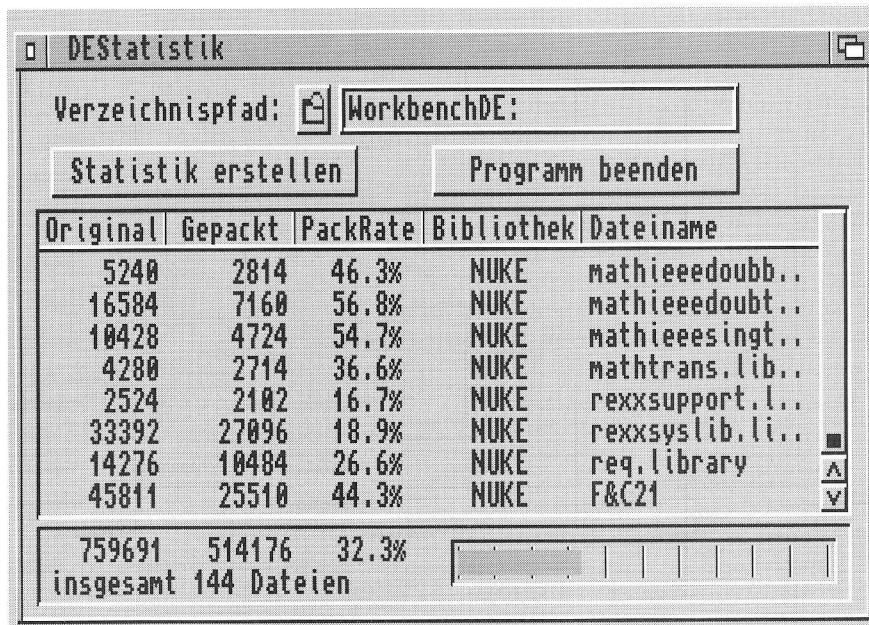 DEStatistik
Verzeichnispfad: WorkbenchDE:
Statistik erstellen Programm beenden
Original Gepackt PackRate Bibliothek Dateiname
5240 2814 46.3% NUKE mathieeedoubb..
16584 7160 56.8% NUKE mathieeedoubt..
10428 4724 54.7% NUKE mathieeesingt..
4280 2714 36.6% NUKE mathtrans.lib..
2524 2102 16.7% NUKE rexxsupport.l..
33392 27096 18.9% NUKE rexxsyslib.li..
14276 10484 26.6% NUKE req.library
45811 25510 44.3% NUKE F&C21
759691 514176 32.3%
insgesamt 144 Dateien